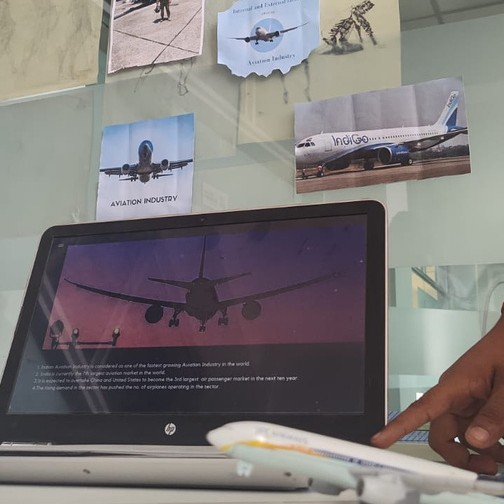 Aviation Industry
IndiGo
AVIATION INDUSTRY
1. Indian Aviation Industry is considered as one of the fastest growing Aviation Industry in the world.
2. India is currently the 9th largest aviation market in the world.
3. It is expected to overtake China and United States to become the 3rd largest air passenger market in the next ten year.
4. The rising demand in the sector has pushed the no. of airplanes operating in the sector.
hp